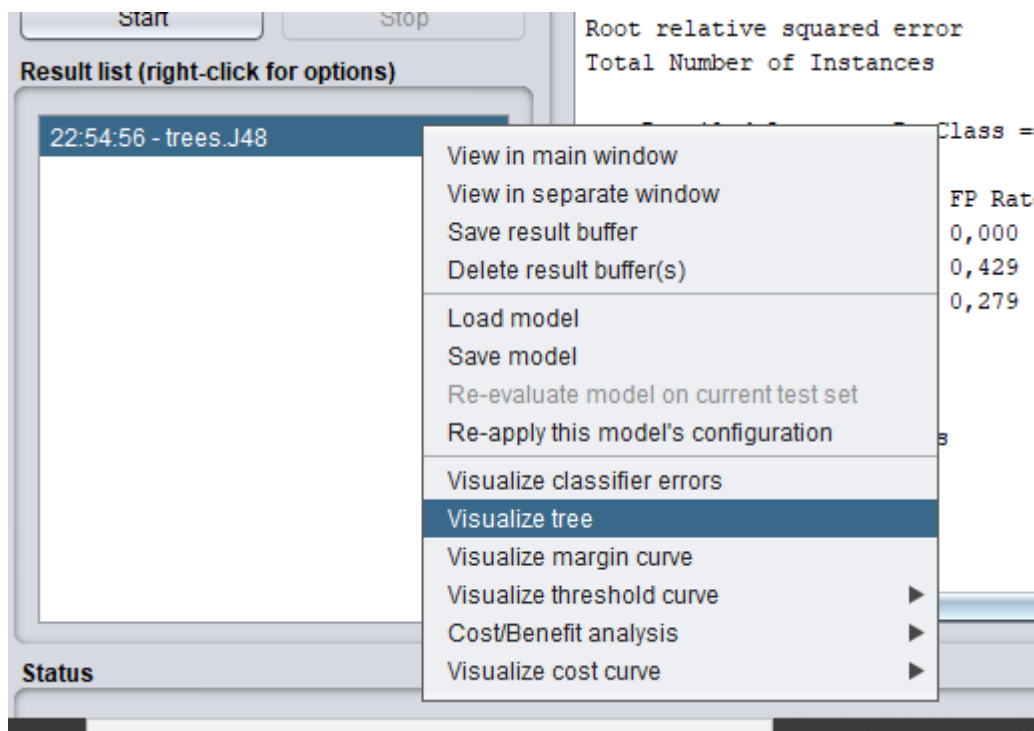 Start
Stop
Result list (right-click for options)
22:54:56 - trees.J48
Root relative squared error
Total Number of Instances
Class =
FP Rat
0,000
0,429
0,279
s
View in main window
View in separate window
Save result buffer
Delete result buffer(s)
Load model
Save model
Re-evaluate model on current test set
Re-apply this model's configuration
Visualize classifier errors
Visualize tree
Visualize margin curve
Visualize threshold curve
Cost/Benefit analysis
Visualize cost curve
Status